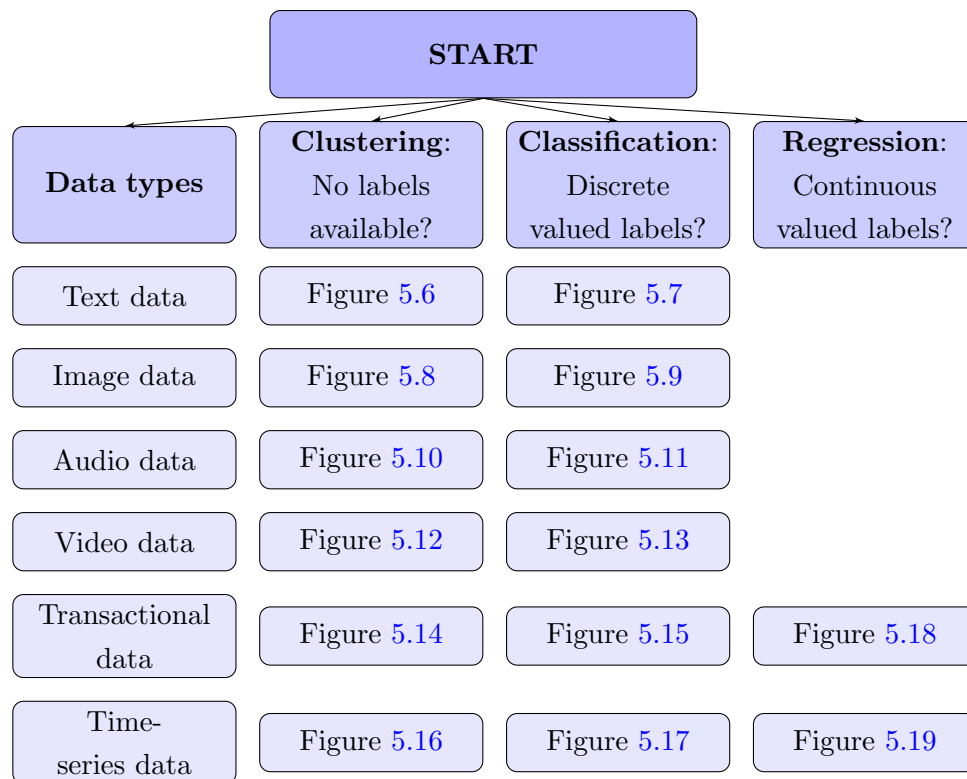 START
Data types
Clustering:
No labels
available?
Classification:
Discrete
valued labels?
Regression:
Continuous
valued labels?
Text data
Figure 5.6
Figure 5.7
Image data
Figure 5.8
Figure 5.9
Audio data
Figure 5.10
Figure 5.11
Video data
Figure 5.12
Figure 5.13
Transactional
data
Figure 5.14
Figure 5.15
Figure 5.18
Time-
series data
Figure 5.16
Figure 5.17
Figure 5.19